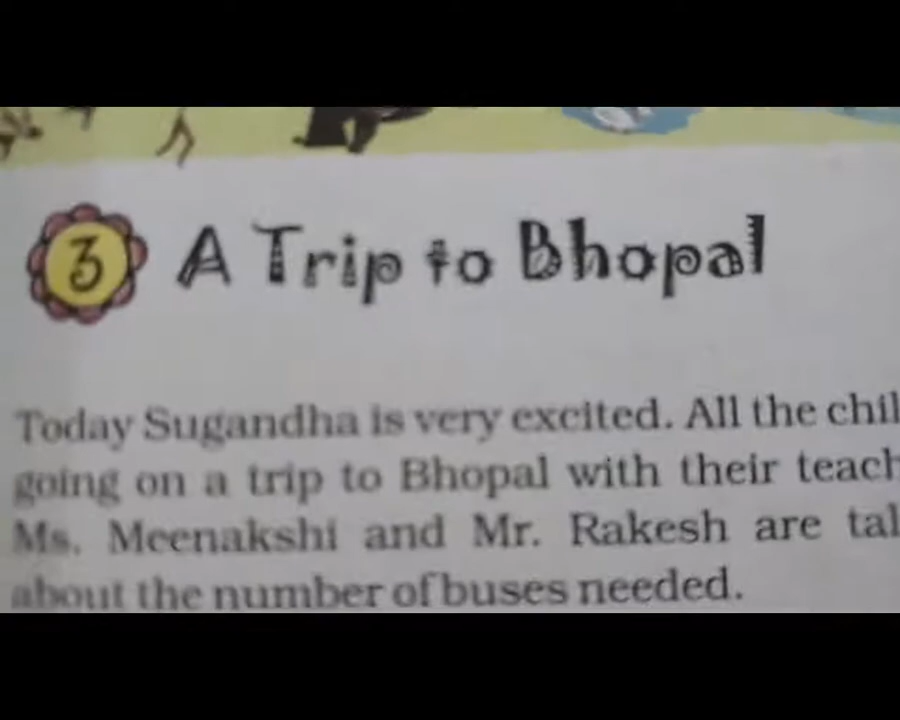 3 A Trip to Bhopal
Today Sugandha is very excited. All the chil
going on a trip to Bhopal with their teach
Ms. Meenakshi and Mr. Rakesh are tal
about the number of buses needed.